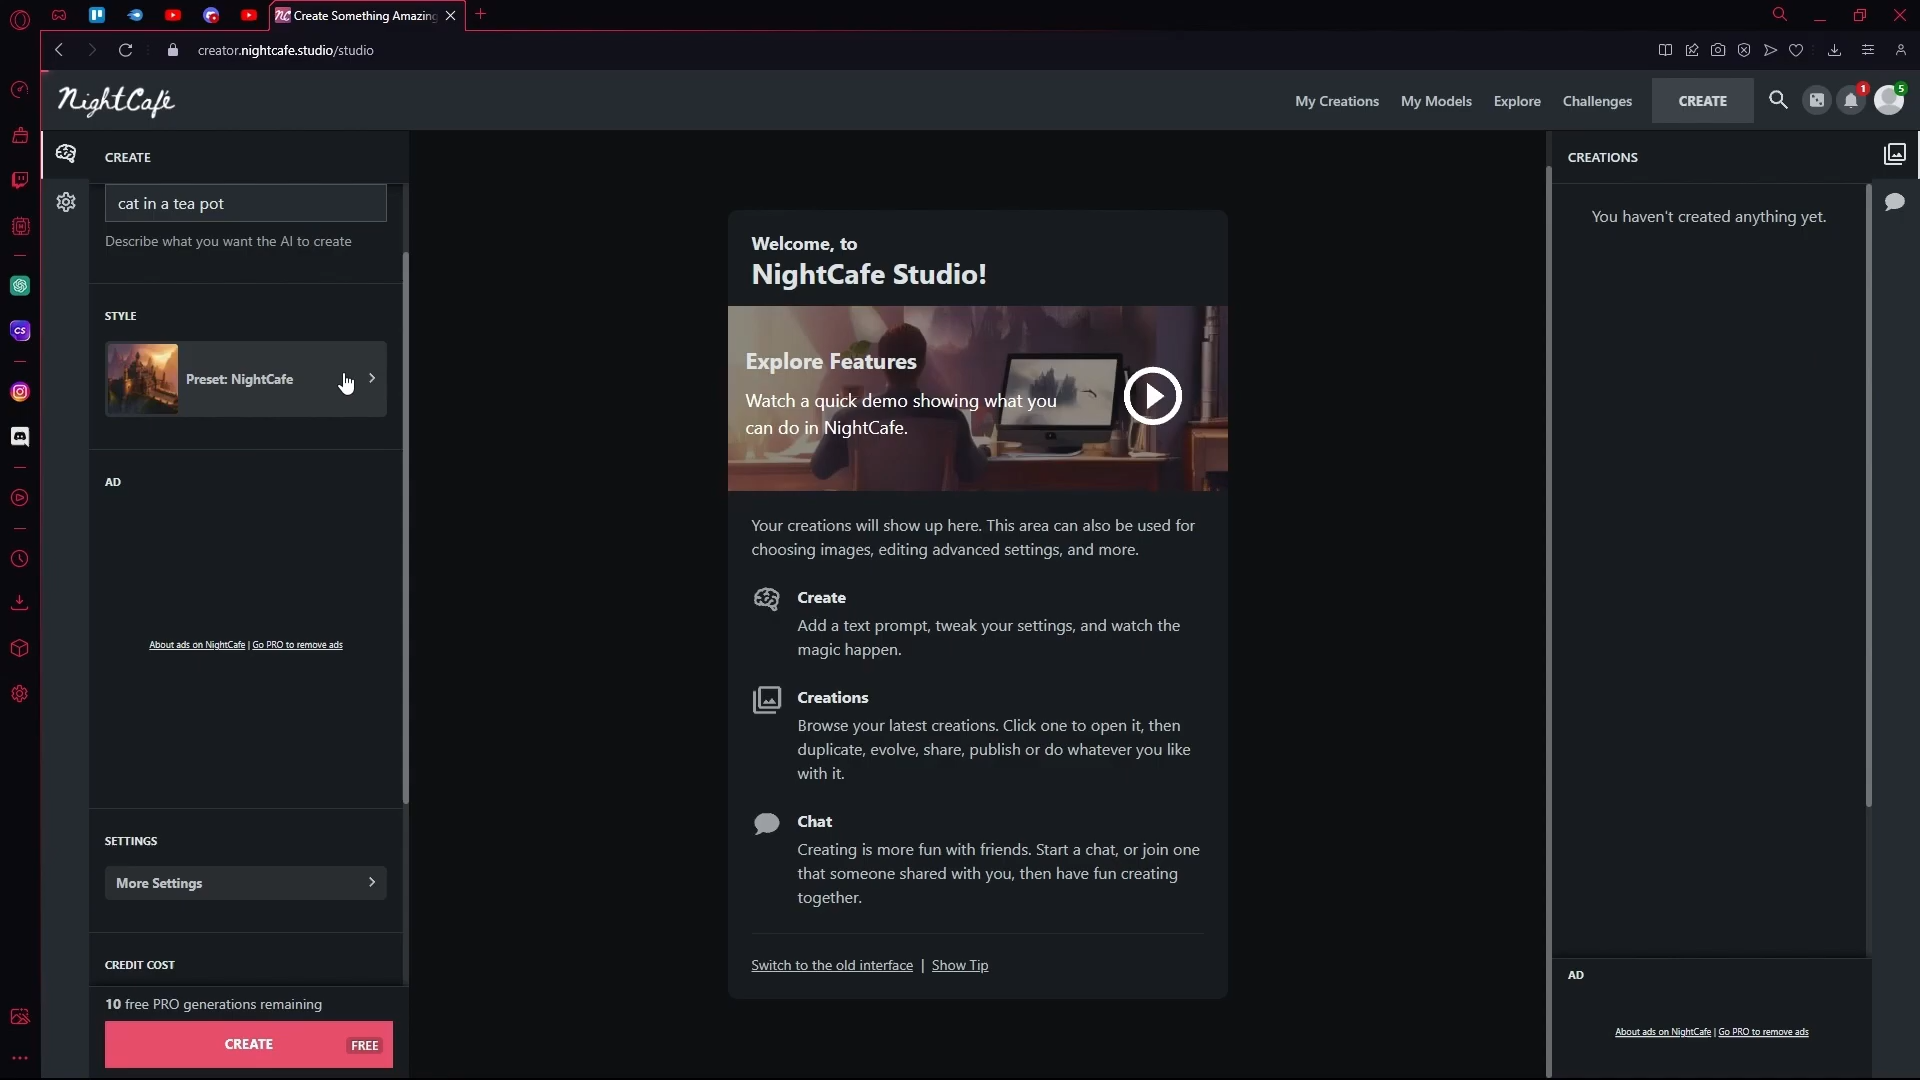 Create Something Amazing
creator.nightcafe.studio/studio
NightCafé
My Creations
My Models
Explore
Challenges
CREATE
1
5
CREATE
cat in a tea pot
Describe what you want the AI to create
STYLE
Preset: NightCafe
AD
About ads on NightCafe | Go PRO to remove ads
SETTINGS
More Settings
CREDIT COST
10 free PRO generations remaining
CREATE
FREE
Welcome, to
NightCafe Studio!
Explore Features
Watch a quick demo showing what you
can do in NightCafe.
Your creations will show up here. This area can also be used for
choosing images, editing advanced settings, and more.
Create
Add a text prompt, tweak your settings, and watch the
magic happen.
Creations
Browse your latest creations. Click one to open it, then
duplicate, evolve, share, publish or do whatever you like
with it.
Chat
Creating is more fun with friends. Start a chat, or join one
that someone shared with you, then have fun creating
together.
Switch to the old interface | Show Tip
CREATIONS
You haven't created anything yet.
AD
About ads on NightCafe | Go PRO to remove ads
CS